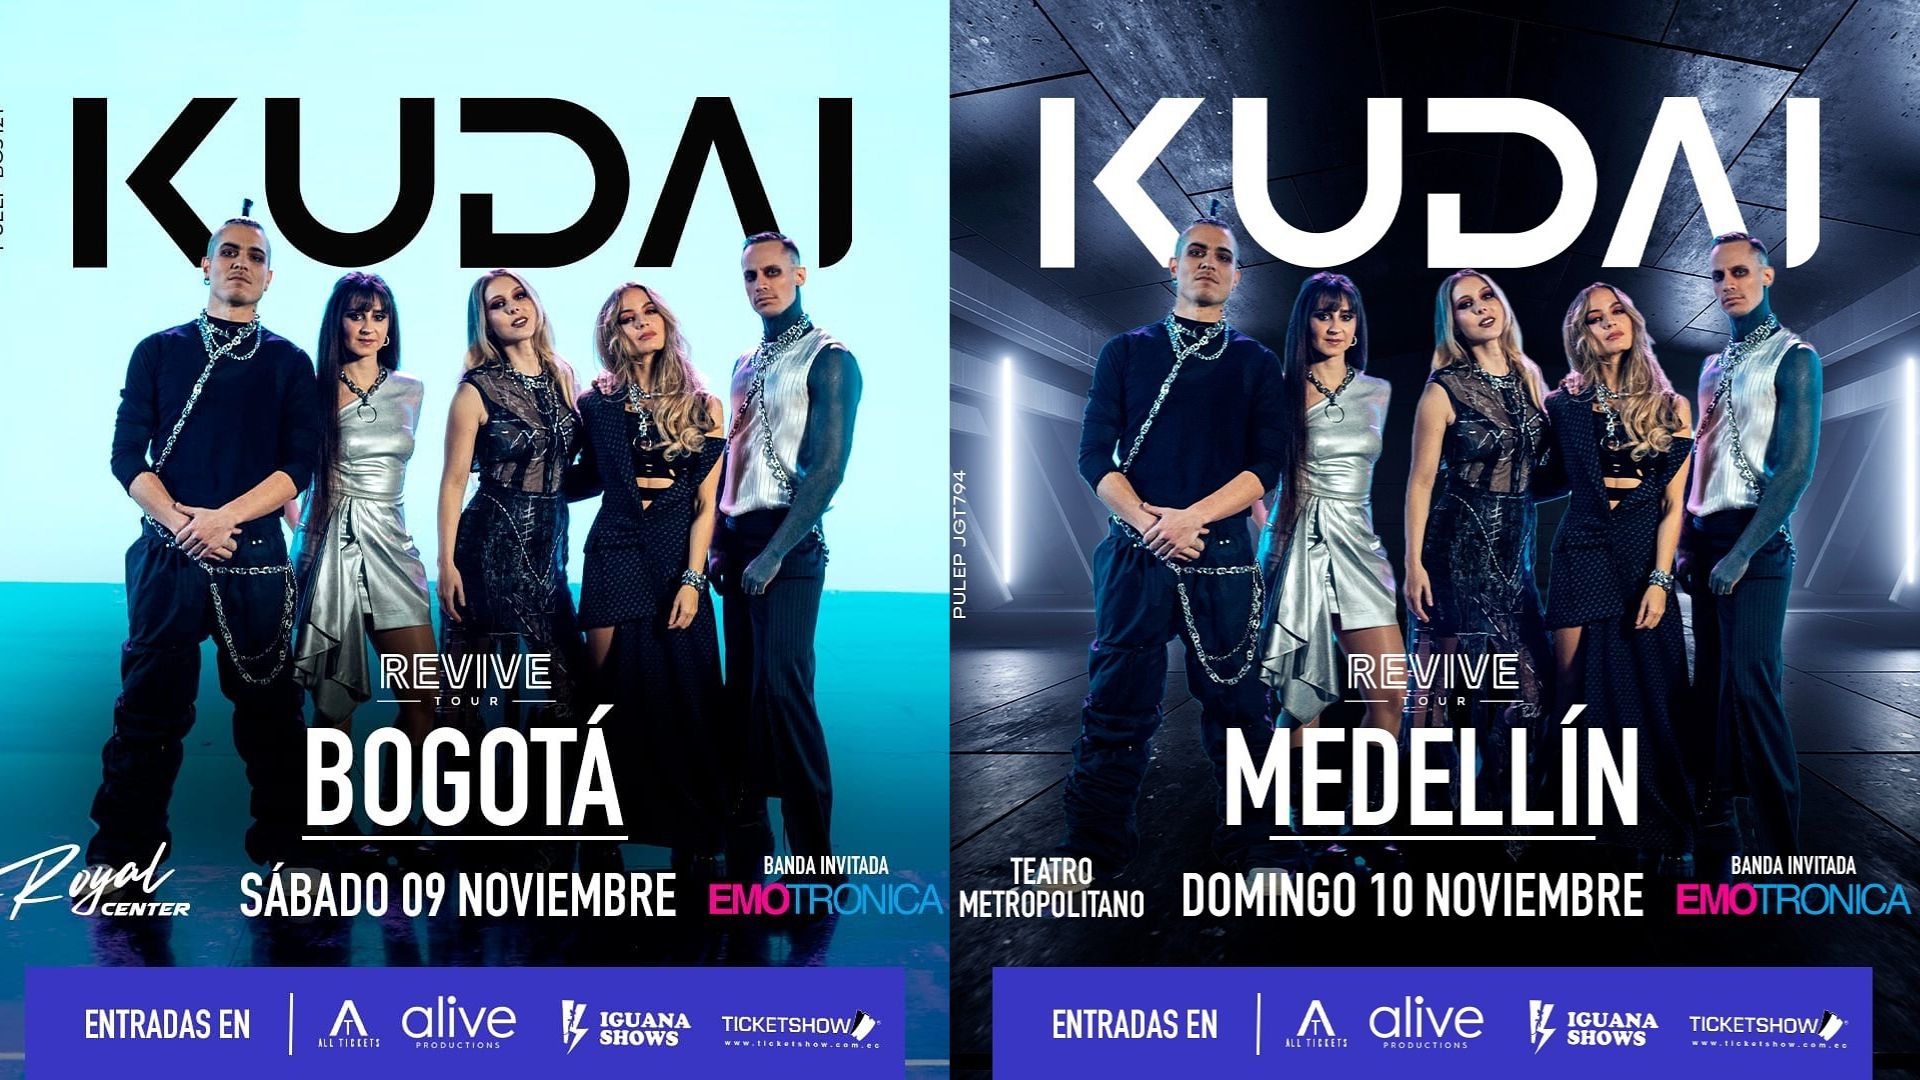 KUDAI
REVIVE
TOUR
BOGOTÁ
Royal
CENTER
SÁBADO 09 NOVIEMBRE
BANDA INVITADA
EMOTRONICA
ENTRADAS EN
ALL TICKETS
alive
PRODUCTIONS
IGUANA
SHOWS
TICKETSHOW
www.ticketshow.com.ec
KUDAI
PULEP JGT794
REVIVE
TOUR
MEDELLÍN
TEATRO
METROPOLITANO
DOMINGO 10 NOVIEMBRE
BANDA INVITADA
EMOTRONICA
ENTRADAS EN
ALL TICKETS
alive
PRODUCTIONS
IGUANA
SHOWS
TICKETSHOW
www.ticketshow.com.ec